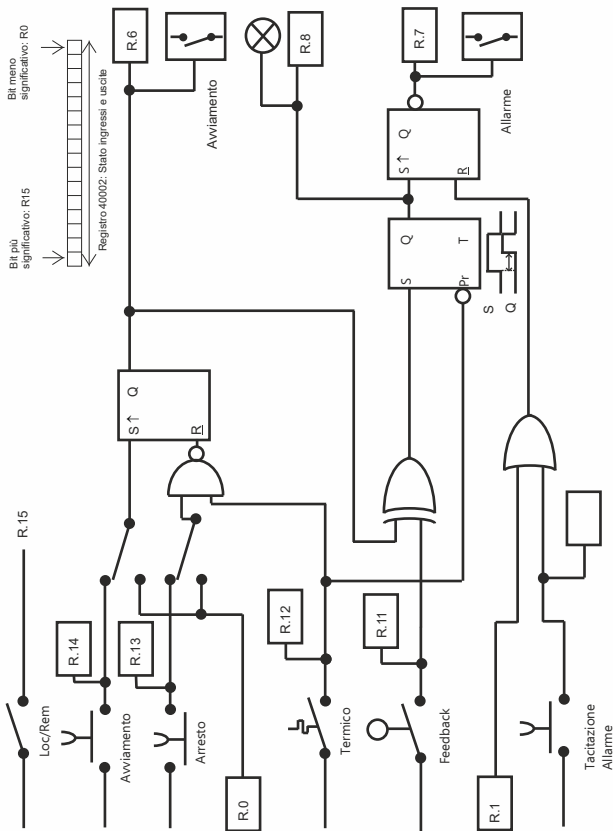 Bit più
significativo: R15
Bit meno
significativo: R0
Registro 40002: Stato ingressi e uscite
Loc/Rem
R.15
R.14
Avviamento
R.13
Arresto
R.0
S↑ Q
R
R.6
Avviamento
R.12
Termico
R.11
Feedback
R.8
S Q
Pr T
S
Q
S↑ Q
R
R.7
Allarme
R.1
Tacitazione
Allarme